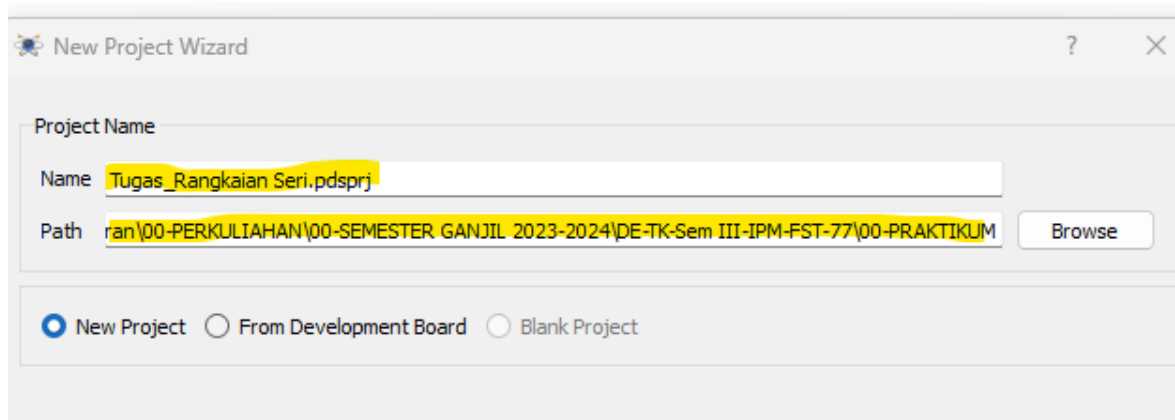 New Project Wizard ?
Project Name
Name Tugas_Rangkaian Seri.pdsprj
Path ran\00-PERKULIAHAN\00-SEMESTER GANJIL 2023-2024\DE-TK-Sem III-IPM-FST-77\00-PRAKTIKUM Browse
New Project From Development Board Blank Project